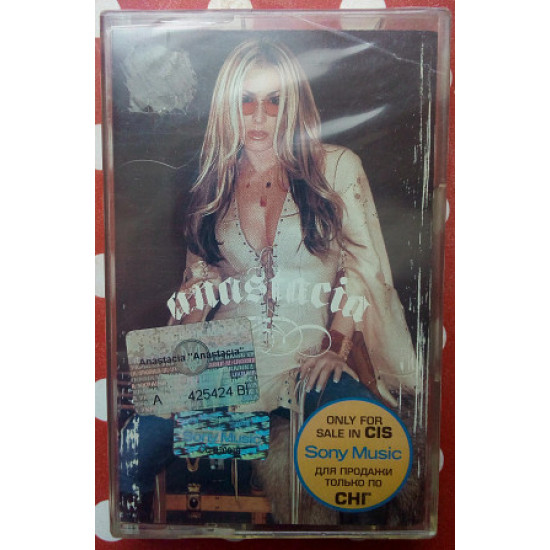 anastacia
Anastacia "Anastacia"
A 425424 BI
Sony Music
ONLY FOR
SALE IN CIS
Sony Music
ДЛЯ ПРОДАЖИ
ТОЛЬКО ПО
СНГ